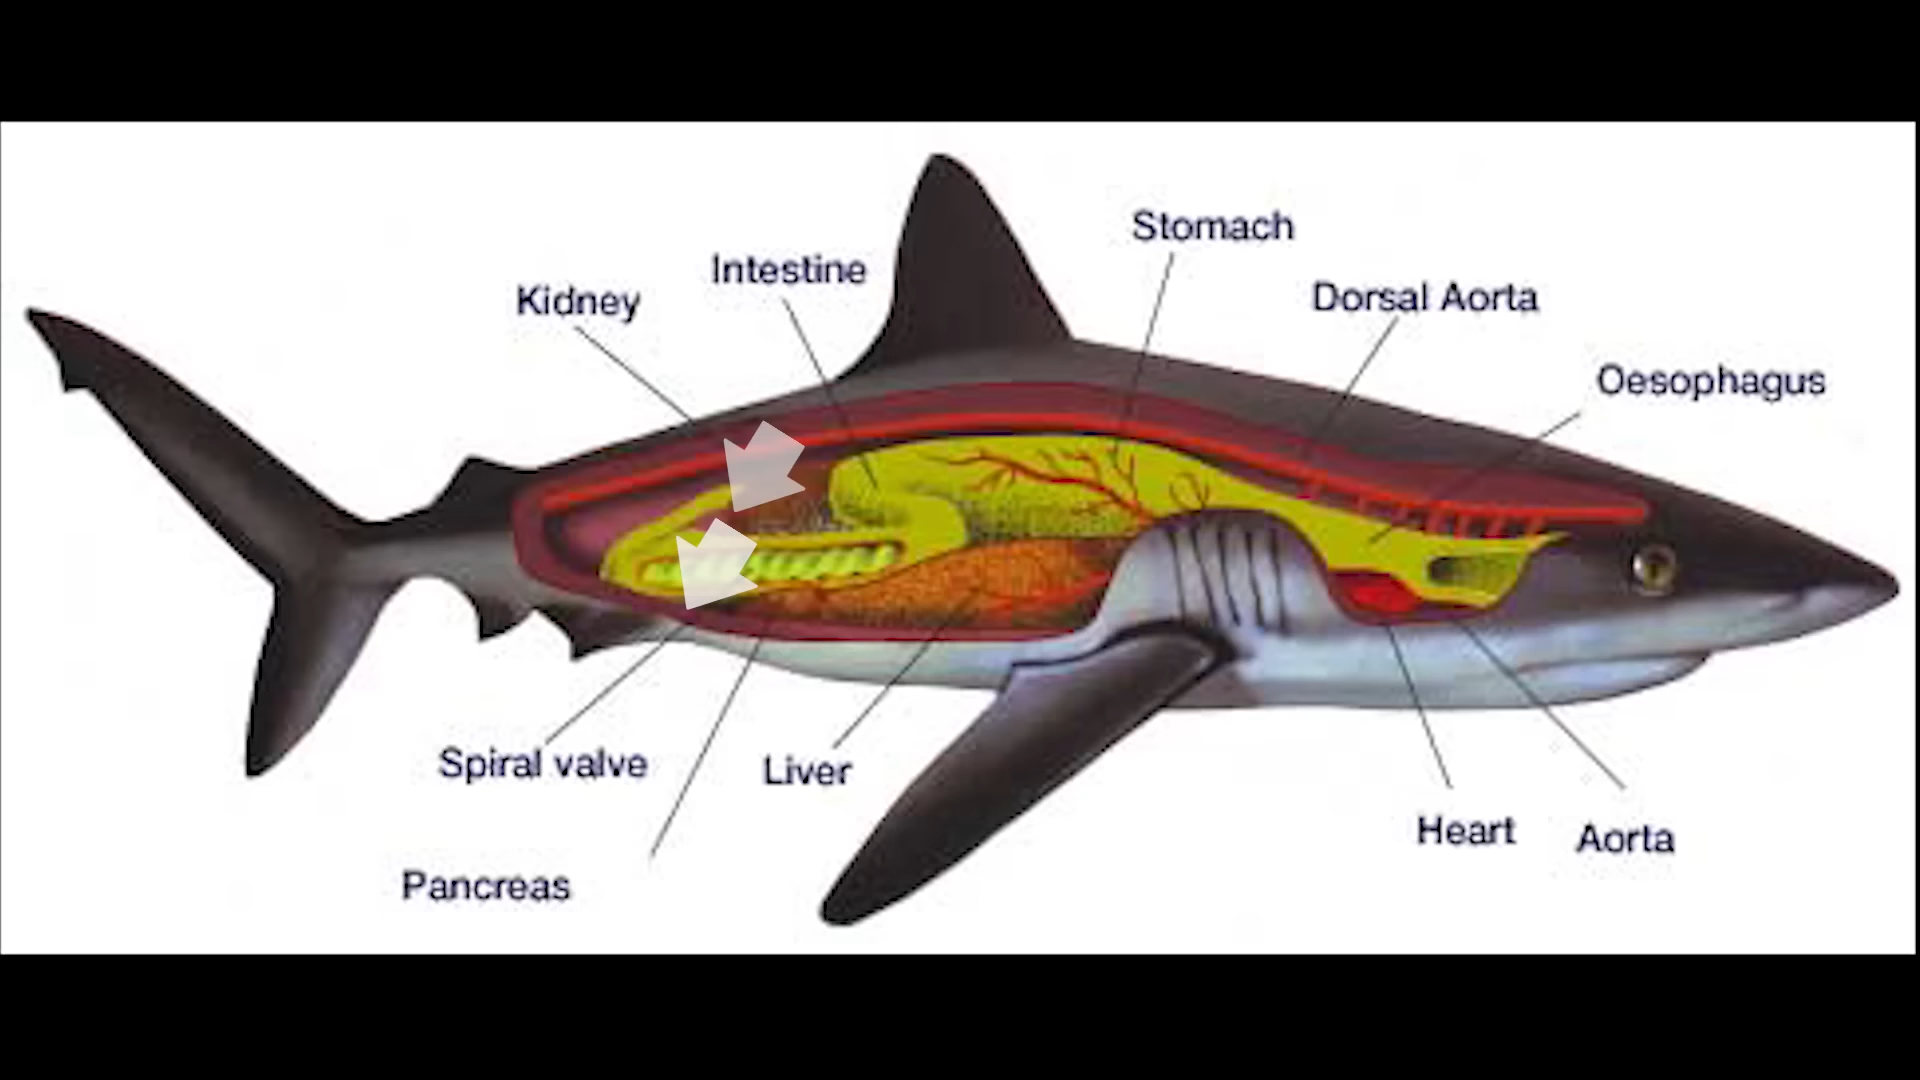 Stomach
Intestine
Kidney
Dorsal Aorta
Oesophagus
Spiral valve
Liver
Heart
Aorta
Pancreas